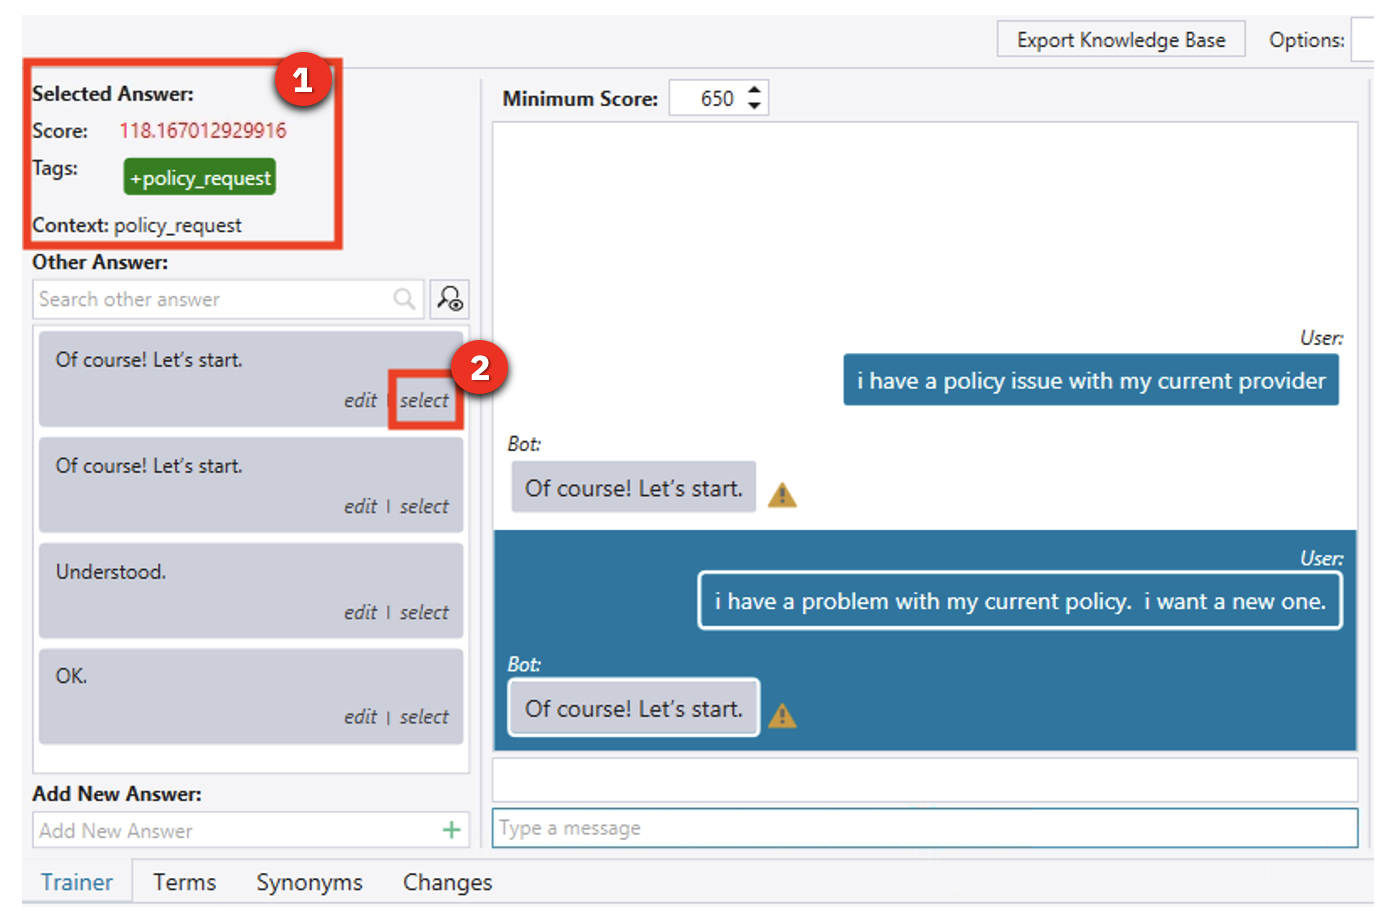 Export Knowledge Base
Options:
1
Selected Answer:
Score: 118.167012929916
Tags: +policy_request
Context: policy_request
Other Answer:
Search other answer
Of course! Let's start.
edit | select
2
Of course! Let's start.
edit | select
Understood.
edit | select
OK.
edit | select
Add New Answer:
Add New Answer +
Minimum Score: 650
User:
i have a policy issue with my current provider
Bot:
Of course! Let's start.
User:
i have a problem with my current policy.  i want a new one.
Bot:
Of course! Let's start.
Type a message
Trainer Terms Synonyms Changes